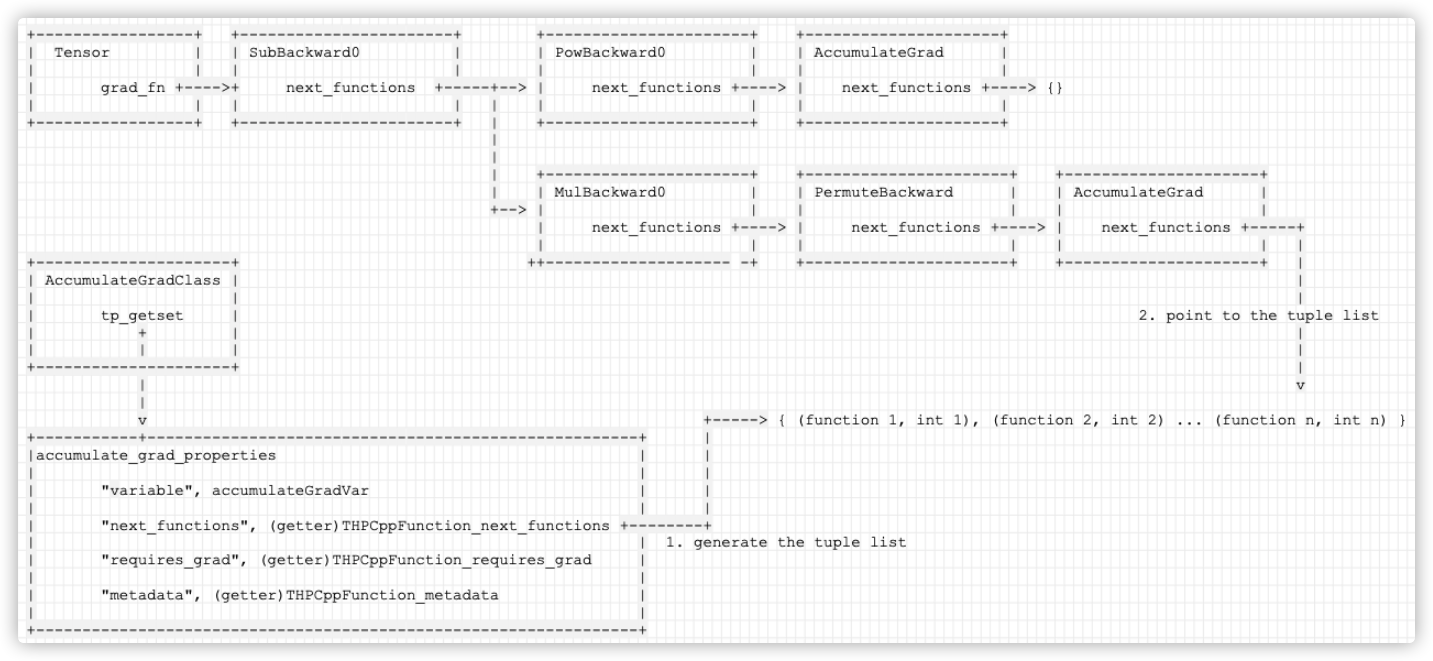 Tensor
SubBackward0
PowBackward0
AccumulateGrad
grad_fn
next_functions
next_functions
next_functions
{}
MulBackward0
PermuteBackward
AccumulateGrad
next_functions
next_functions
next_functions
AccumulateGradClass
tp_getset
2. point to the tuple list
v
v
{ (function 1, int 1), (function 2, int 2) ... (function n, int n) }
accumulate_grad_properties
"variable", accumulateGradVar
"next_functions", (getter)THPCppFunction_next_functions
1. generate the tuple list
"requires_grad", (getter)THPCppFunction_requires_grad
"metadata", (getter)THPCppFunction_metadata